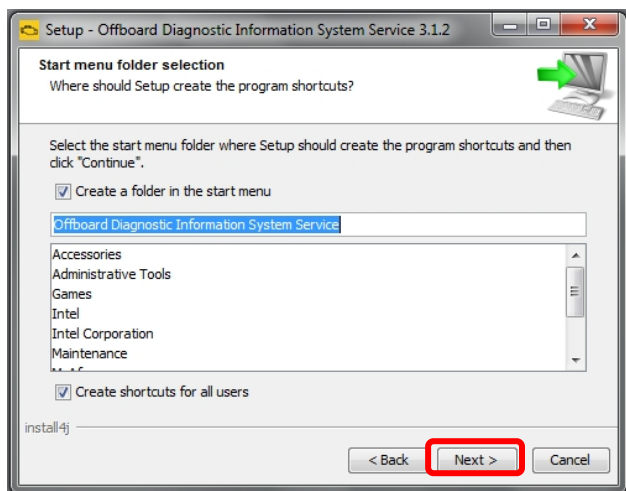 Setup - Offboard Diagnostic Information System Service 3.1.2
Start menu folder selection
Where should Setup create the program shortcuts?
Select the start menu folder where Setup should create the program shortcuts and then
click "Continue".
Create a folder in the start menu
Offboard Diagnostic Information System Service
Accessories
Administrative Tools
Games
Intel
Intel Corporation
Maintenance
Create shortcuts for all users
install4j
< Back
Next >
Cancel